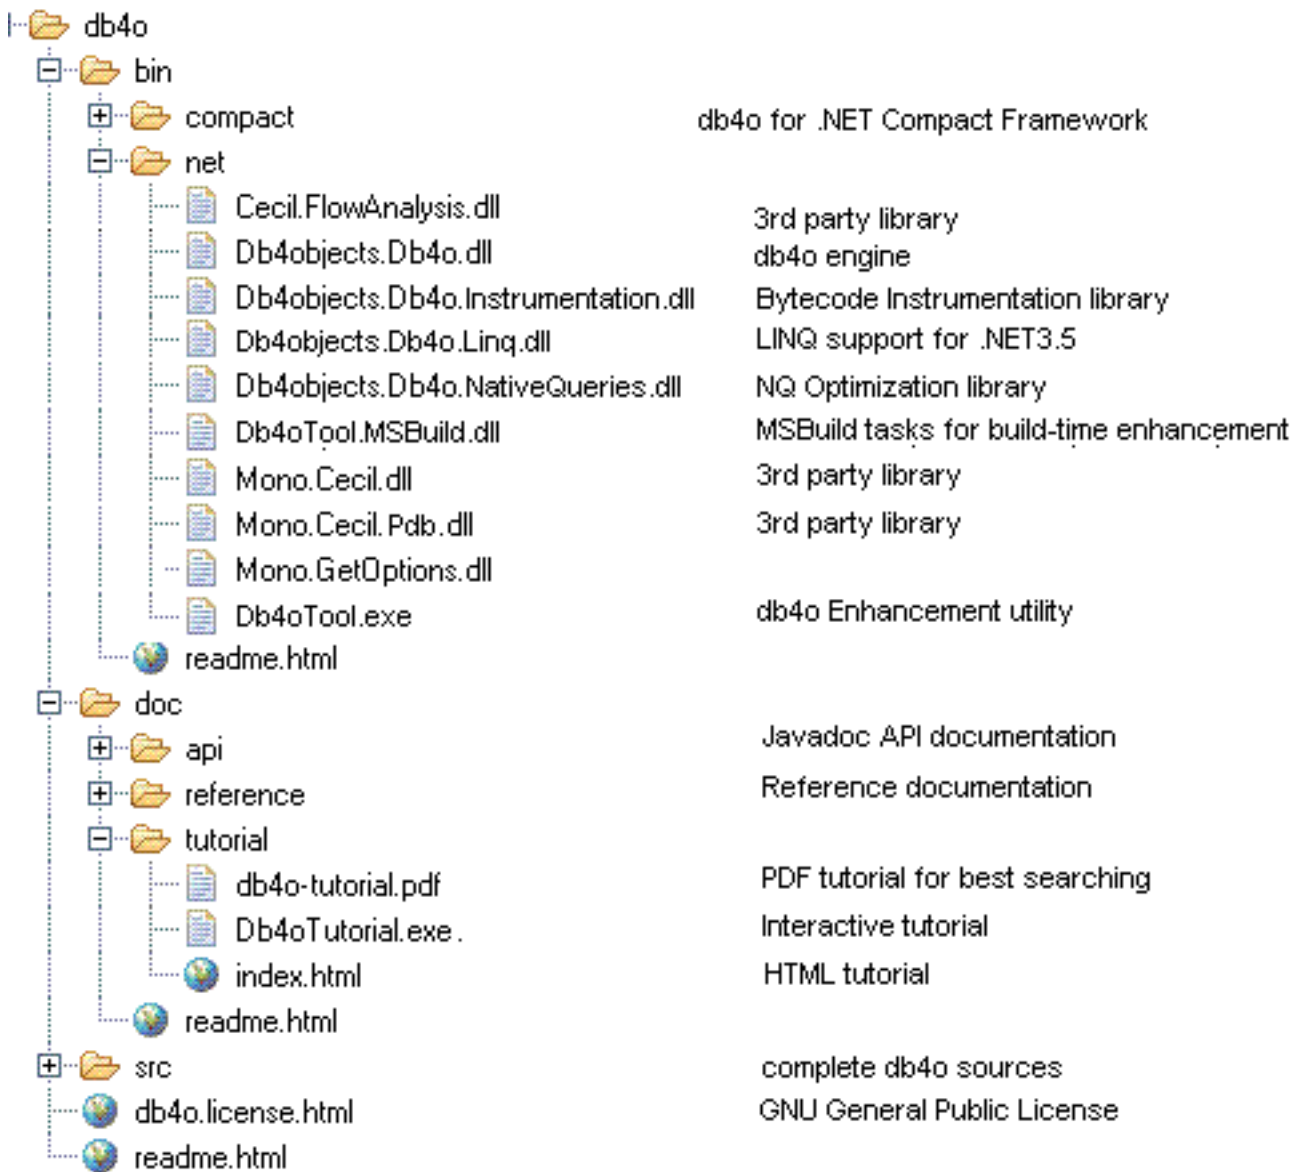 db4o
bin
compact db4o for .NET Compact Framework
net
Cecil.FlowAnalysis.dll 3rd party library
Db4objects.Db4o.dll db4o engine
Db4objects.Db4o.Instrumentation.dll Bytecode Instrumentation library
Db4objects.Db4o.Linq.dll LINQ support for .NET3.5
Db4objects.Db4o.NativeQueries.dll NQ Optimization library
Db4oTool.MSBuild.dll MSBuild tasks for build-time enhancement
Mono.Cecil.dll 3rd party library
Mono.Cecil.Pdb.dll 3rd party library
Mono.GetOptions.dll
Db4oTool.exe db4o Enhancement utility
readme.html
doc
api Javadoc API documentation
reference Reference documentation
tutorial
db4o-tutorial.pdf PDF tutorial for best searching
Db4oTutorial.exe. Interactive tutorial
index.html HTML tutorial
readme.html
src complete db4o sources
db4o.license.html GNU General Public License
readme.html